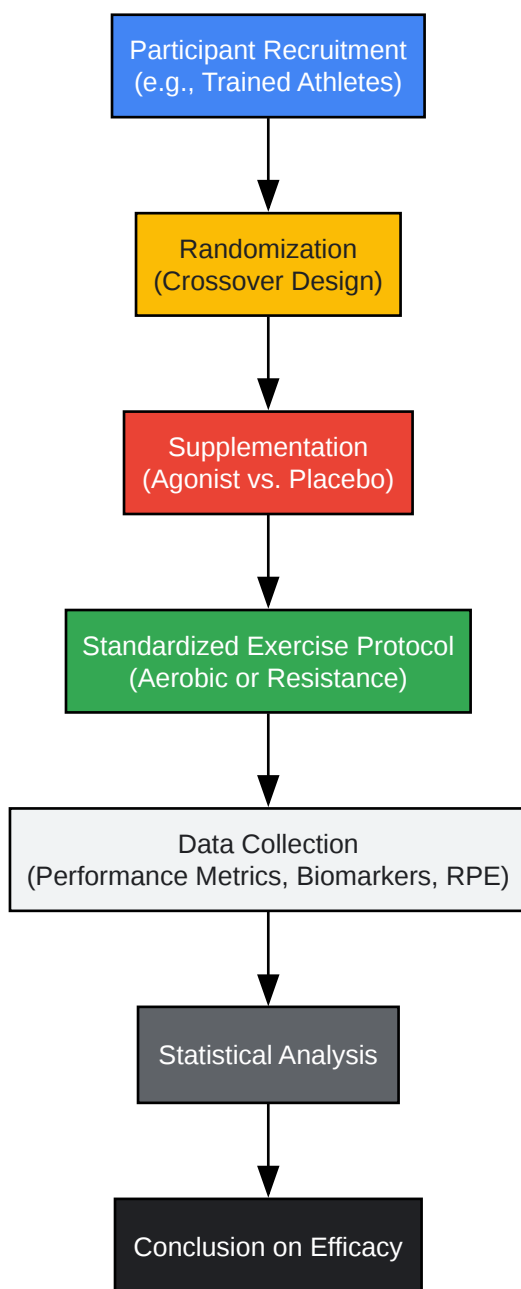 Participant Recruitment
(e.g., Trained Athletes)
Randomization
(Crossover Design)
Supplementation
(Agonist vs. Placebo)
Standardized Exercise Protocol
(Aerobic or Resistance)
Data Collection
(Performance Metrics, Biomarkers, RPE)
Statistical Analysis
Conclusion on Efficacy